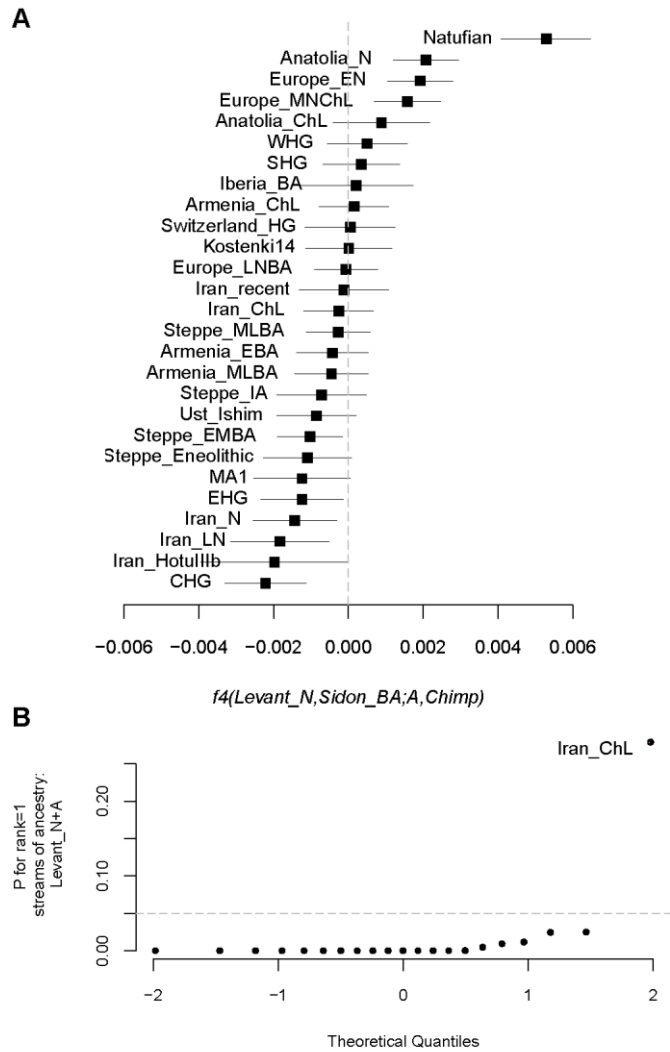 A
Natufian
Anatolia_N
Europe_EN
Europe_MNChL
Anatolia_ChL
WHG
SHG
Iberia_BA
Armenia_ChL
Switzerland_HG
Kostenki14
Europe_LNBA
Iran_recent
Iran_ChL
Steppe_MLBA
Armenia_EBA
Armenia_MLBA
Steppe_IA
Ust_Ishim
Steppe_EMBA
Steppe_Eneolithic
MA1
EHG
Iran_N
Iran_LN
Iran_HotuIIIb
CHG
−0.006 −0.004 −0.002 0.000 0.002 0.004 0.006
f4(Levant_N,Sidon_BA;A,Chimp)
B
Iran_ChL
P for rank=1
streams of ancestry:
Levant_N+A
0.20
0.10
0.00
−2 −1 0 1 2
Theoretical Quantiles